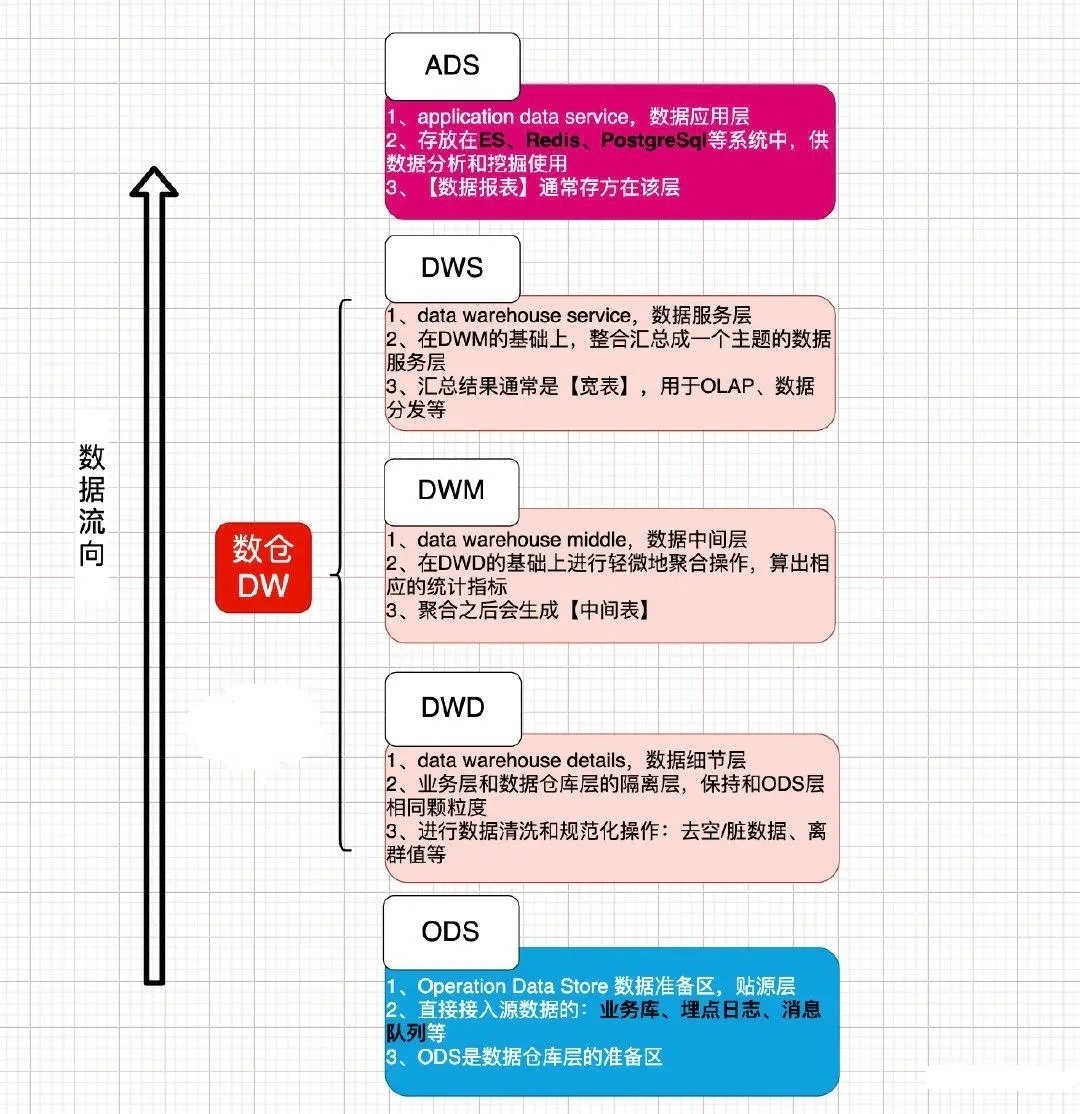 ADS
1、application data service，数据应用层
2、存放在ES、Redis、PostgreSql等系统中，供
数据分析和挖掘使用
3、【数据报表】通常存方在该层
DWS
1、data warehouse service，数据服务层
2、在DWM的基础上，整合汇总成一个主题的数据
服务层
3、汇总结果通常是【宽表】，用于OLAP、数据
分发等
数据流向
DWM
1、data warehouse middle，数据中间层
2、在DWD的基础上进行轻微地聚合操作，算出相
应的统计指标
3、聚合之后会生成【中间表】
数仓
DW
DWD
1、data warehouse details，数据细节层
2、业务层和数据仓库层的隔离层，保持和ODS层
相同颗粒度
3、进行数据清洗和规范化操作：去空/脏数据、离
群值等
ODS
1、Operation Data Store 数据准备区，贴源层
2、直接接入源数据的：业务库、埋点日志、消息
队列等
3、ODS是数据仓库层的准备区